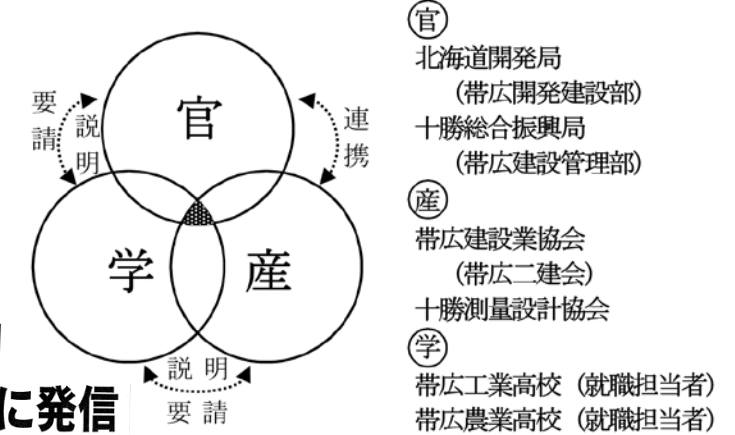 官
要請
説明
連携
学
産
説明
要請
に発信
官
北海道開発局
(帯広開発建設部)
十勝総合振興局
(帯広建設管理部)
産
帯広建設業協会
(帯広二建会)
十勝測量設計協会
学
帯広工業高校(就職担当者)
帯広農業高校(就職担当者)